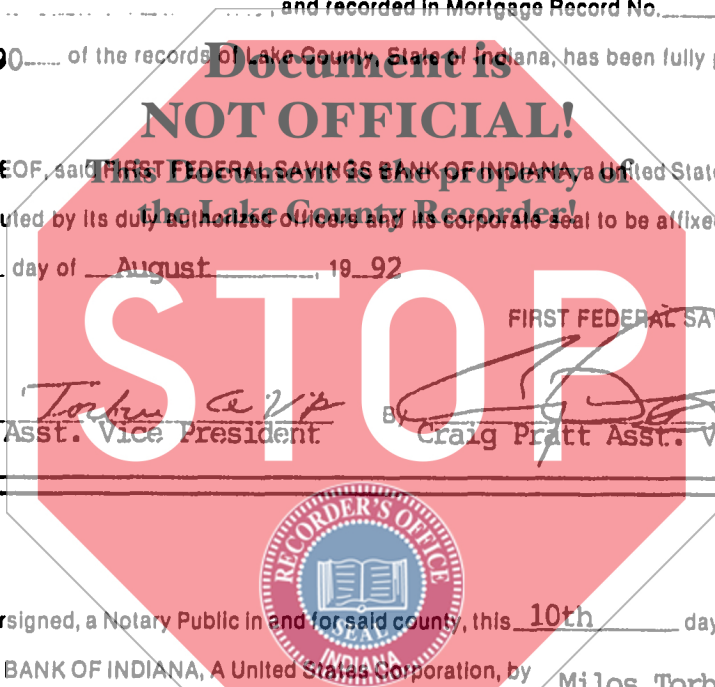 and recorded in Mortgage Record No.
of the records of Lake County, State of Indiana, has been fully
Document is
NOT OFFICIAL!
EOF, said FIRST FEDERAL SAVINGS BANK OF INDIANA, a United State
This Document is the property of
uted by its duly authorized officers and its corporate seal to be affixe
the Lake County Recorder!
day of August, 19 92
STOP
FIRST FEDERAL SAV
Asst. Vice President
Craig Pratt Asst. V
RECORDER'S OFFICE
SEAL
INDIANA
rsigned, a Notary Public in and for said county, this 10th day
BANK OF INDIANA, A United States Corporation, by Milos Torb